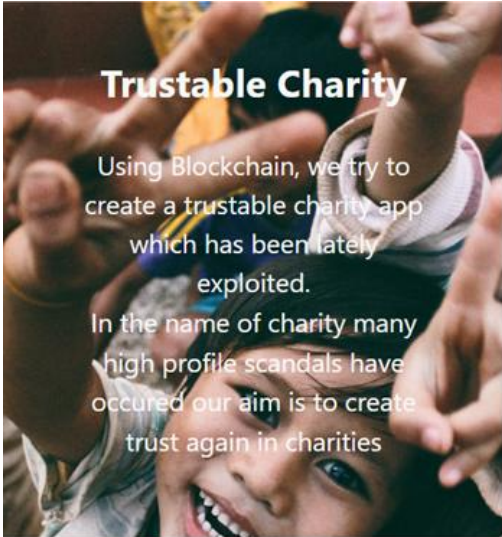 Trustable Charity
Using Blockchain, we try to
create a trustable charity app
which has been lately
exploited.
In the name of charity many
high profile scandals have
occured our aim is to create
trust again in charities